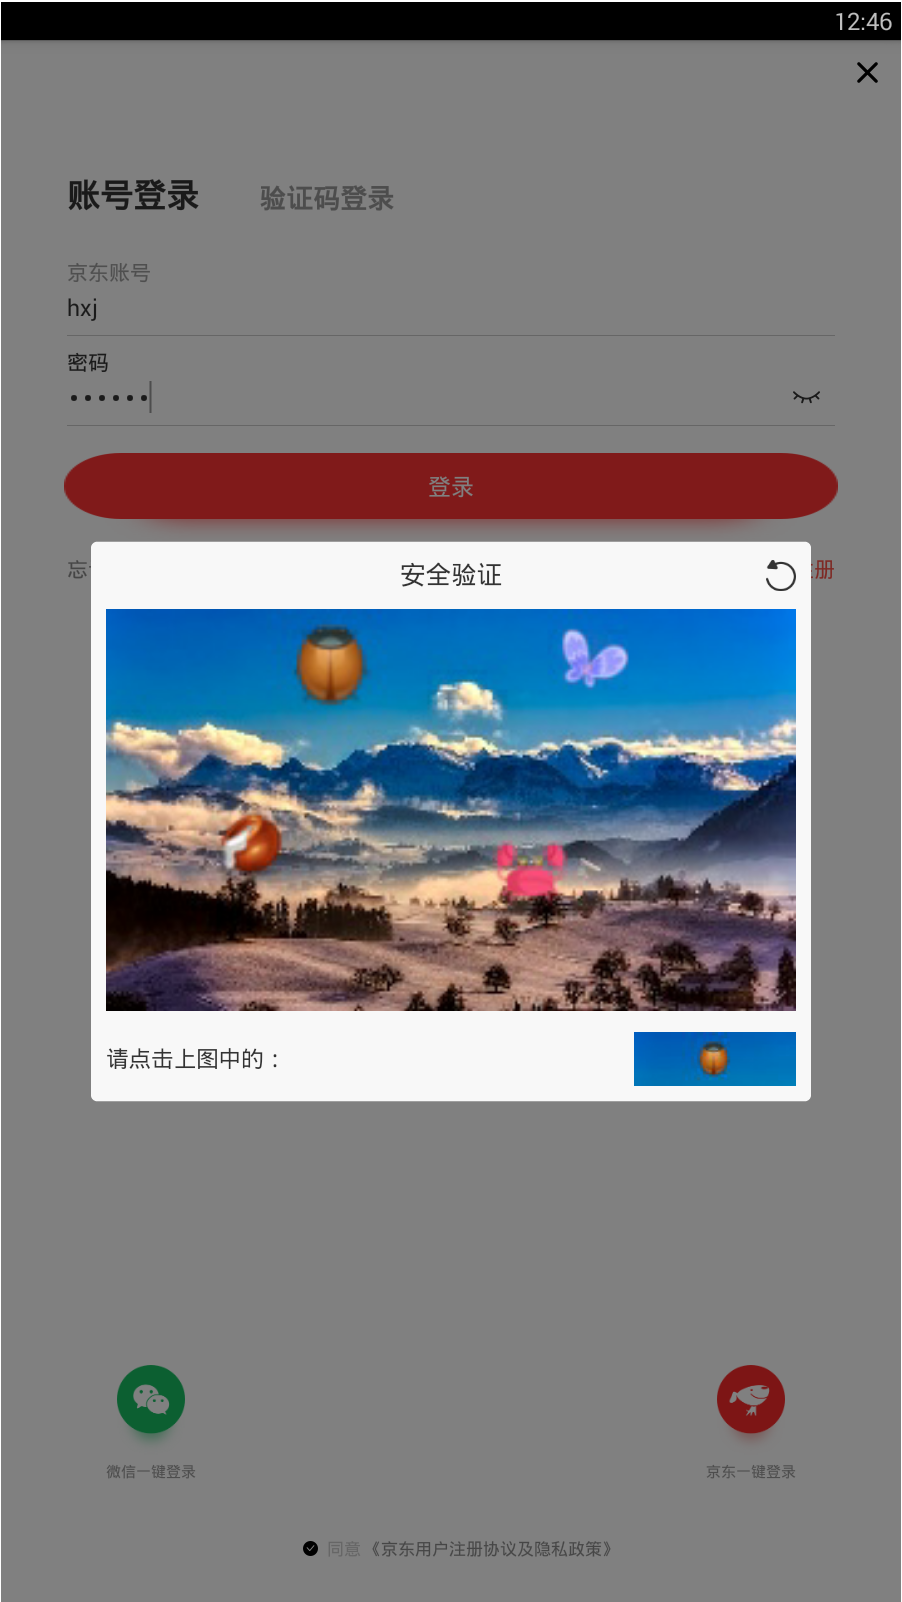 12:46
账号登录
验证码登录
京东账号
hxj
密码
登录
忘
册
安全验证
请点击上图中的：
微信一键登录
京东一键登录
同意《京东用户注册协议及隐私政策》